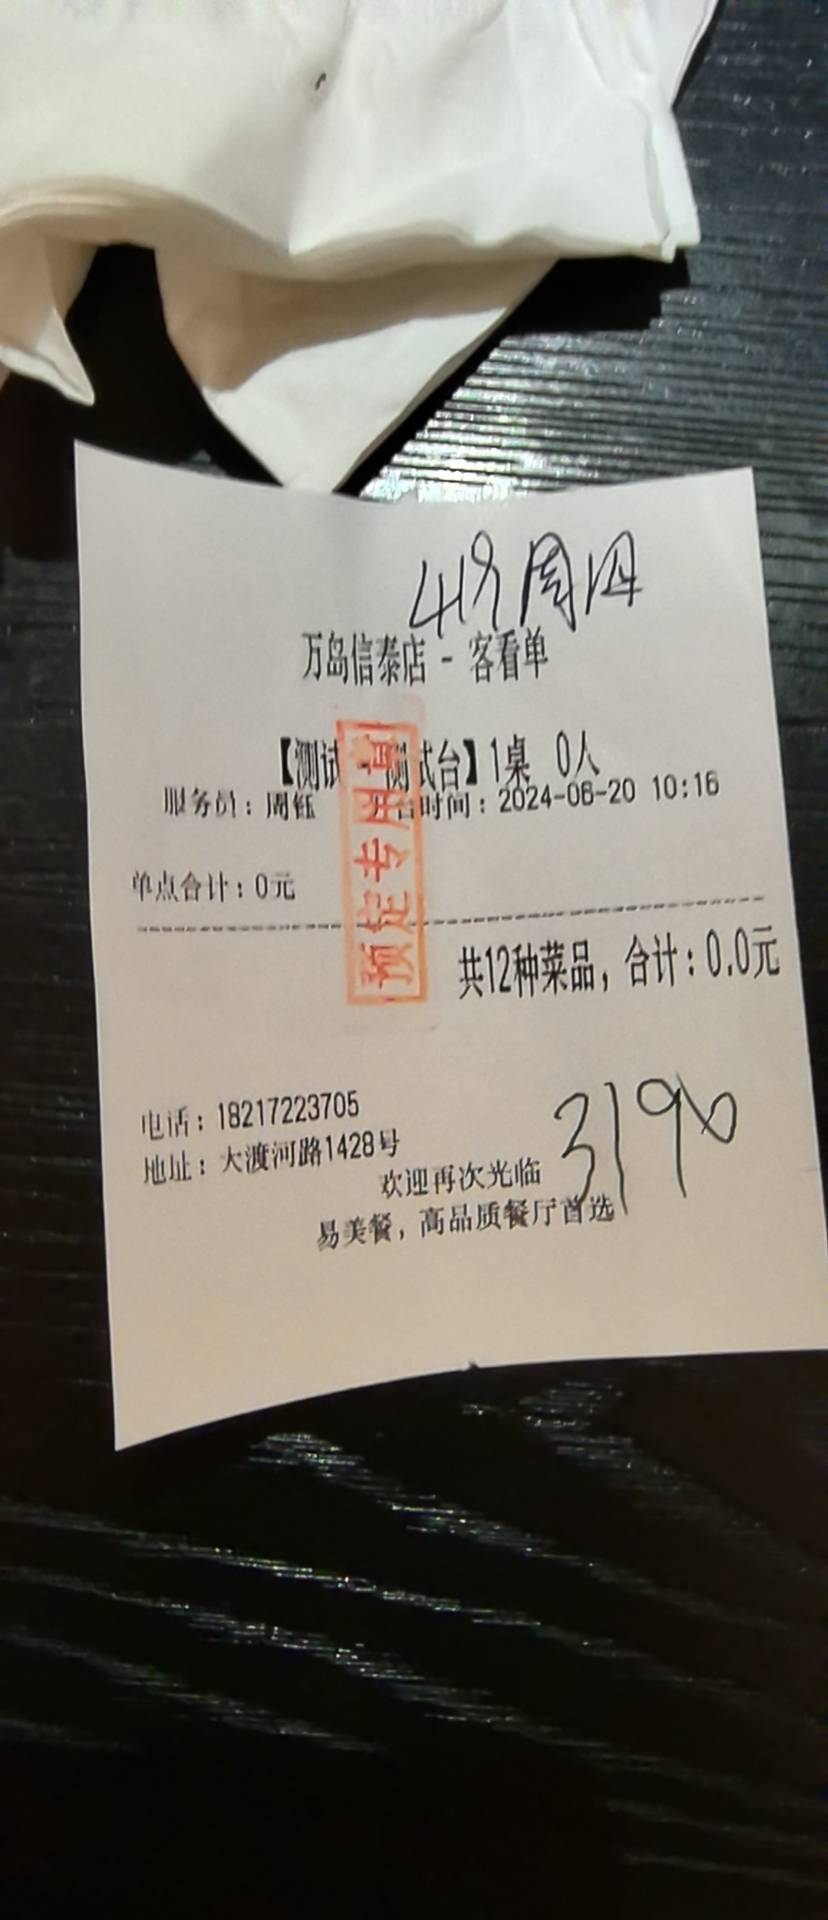 419 周四
万岛信泰店 - 客看单
【测试 - 测试台】1桌 0人
服务员：周钰 开台时间：2024-06-20 10:16
单点合计：0元
预定专用章
共12种菜品，合计：0.0元
电话：18217223705
地址：大渡河路1428号
3198
欢迎再次光临
易美餐，高品质餐厅首选